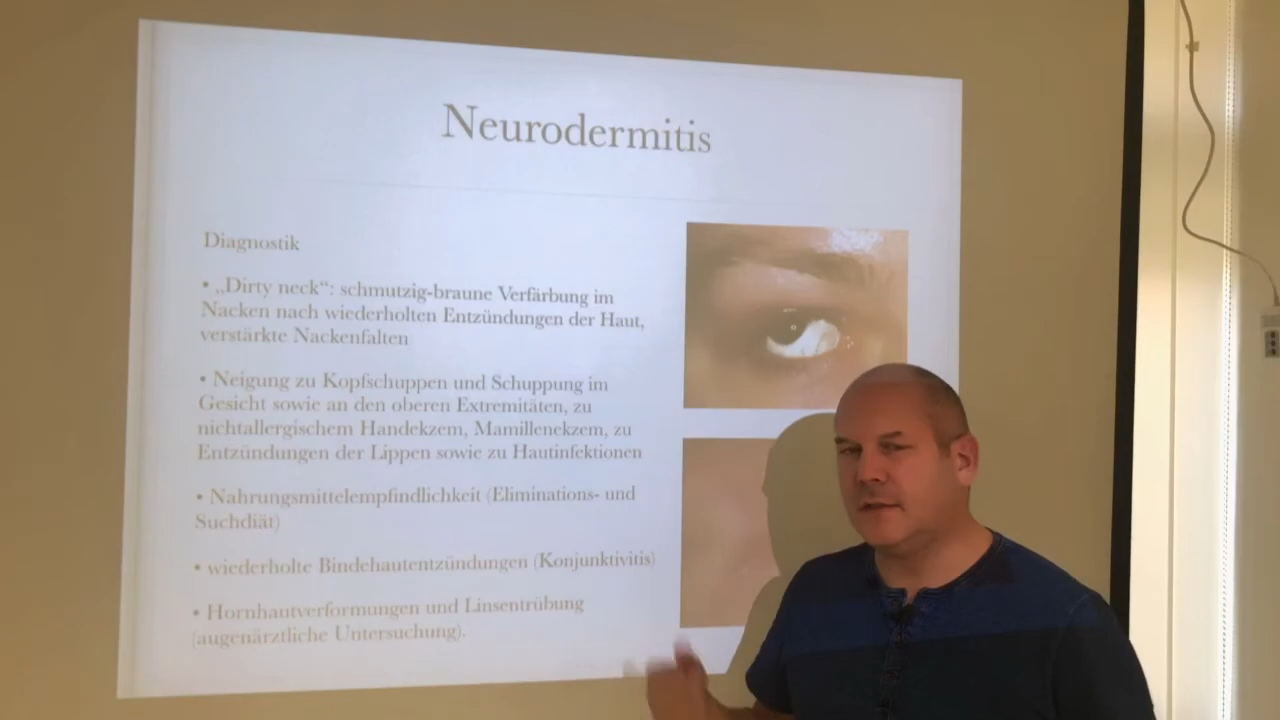 Neurodermitis
Diagnostik
• „Dirty neck“: schmutzig-braune Verfärbung im
Nacken nach wiederholten Entzündungen der Haut,
verstärkte Nackenfalten
• Neigung zu Kopfschuppen und Schuppung im
Gesicht sowie an den oberen Extremitäten, zu
nichtallergischem Handekzem, Mamillenekzem, zu
Entzündungen der Lippen sowie zu Hautinfektionen
• Nahrungsmittelempfindlichkeit (Eliminations- und
Suchdiät)
• wiederholte Bindehautentzündungen (Konjunktivitis)
• Hornhautverformungen und Linsentrübung
(augenärztliche Untersuchung).